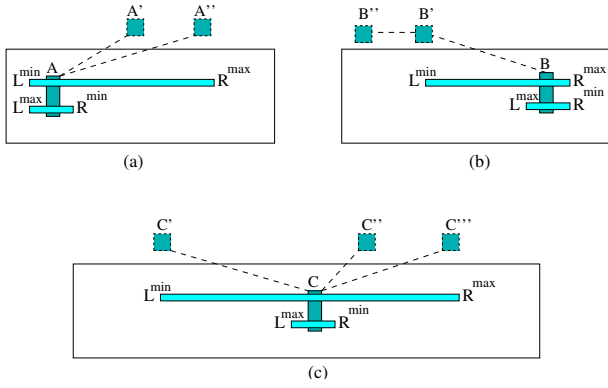 A' A'' B'' B'
A B
L^min R^max L^min R^max
L^max R^min L^max R^min
(a) (b)
C' C'' C'''
C
L^min R^max
L^max R^min
(c)